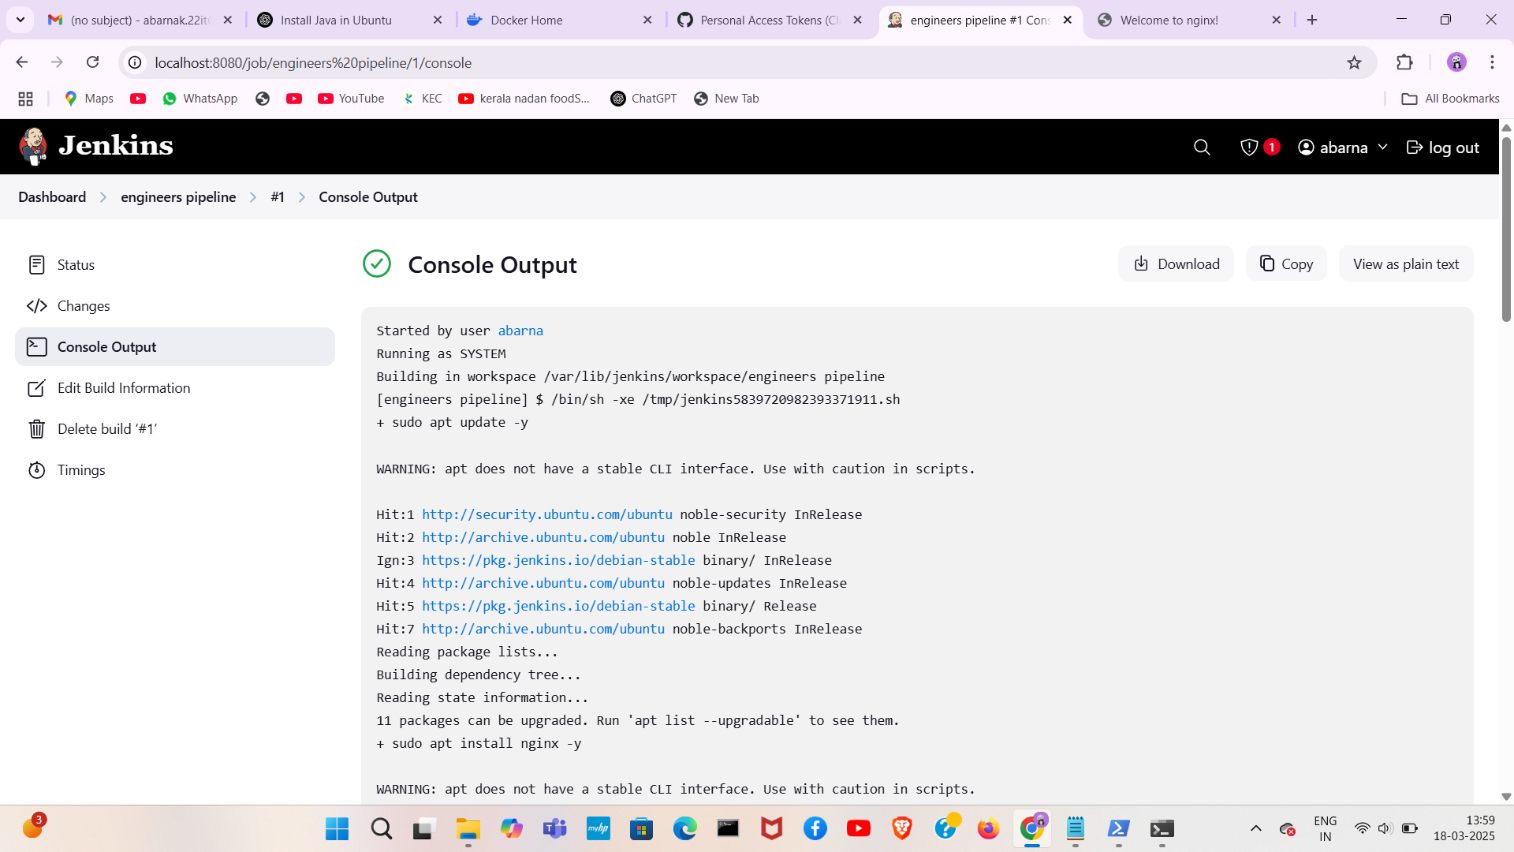 (no subject) - abarnak.22it
Install Java in Ubuntu
Docker Home
Personal Access Tokens (Cl
engineers pipeline #1 Cons
Welcome to nginx!
localhost:8080/job/engineers%20pipeline/1/console
Maps
WhatsApp
YouTube
KEC
kerala nadan foodS...
ChatGPT
New Tab
All Bookmarks
Jenkins
1
abarna
log out
Dashboard
engineers pipeline
#1
Console Output
Status
Changes
Console Output
Edit Build Information
Delete build ‘#1’
Timings
Console Output
Download
Copy
View as plain text
Started by user abarna
Running as SYSTEM
Building in workspace /var/lib/jenkins/workspace/engineers pipeline
[engineers pipeline] $ /bin/sh -xe /tmp/jenkins5839720982393371911.sh
+ sudo apt update -y
WARNING: apt does not have a stable CLI interface. Use with caution in scripts.
Hit:1 http://security.ubuntu.com/ubuntu noble-security InRelease
Hit:2 http://archive.ubuntu.com/ubuntu noble InRelease
Ign:3 https://pkg.jenkins.io/debian-stable binary/ InRelease
Hit:4 http://archive.ubuntu.com/ubuntu noble-updates InRelease
Hit:5 https://pkg.jenkins.io/debian-stable binary/ Release
Hit:7 http://archive.ubuntu.com/ubuntu noble-backports InRelease
Reading package lists...
Building dependency tree...
Reading state information...
11 packages can be upgraded. Run 'apt list --upgradable' to see them.
+ sudo apt install nginx -y
WARNING: apt does not have a stable CLI interface. Use with caution in scripts.
3
myhp
ENG
IN
13:59
18-03-2025